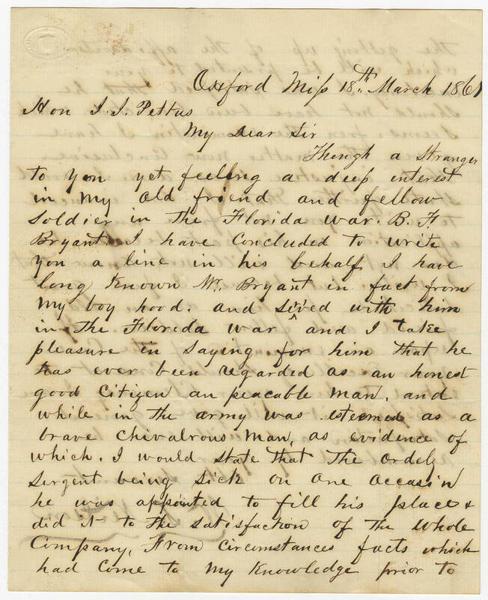 Oxford Miss 18th March 1861
Hon J. J. Pettus
My Dear Sir
Though a Stranger
to you yet feeling a deep interest
in my old friend and fellow
Soldier in the Florida war. B. F.
Bryant I have concluded to write
you a line in his behalf, I have
long known Mr. Bryant in fact from
my boy hood. and served with him
in the Florida war and I take
pleasure in saying for him that he
has ever been regarded as an honest
good citizen an peacable man, and
while in the army was esteemed as a
brave chivalrous man, as evidence of
which. I would state that the Orderly
Sergent being sick on one occasin
he was appointed to fill his place &
did it to the satisfaction of the whole
Company, From circumstances facts which
had come to my knowledge prior to